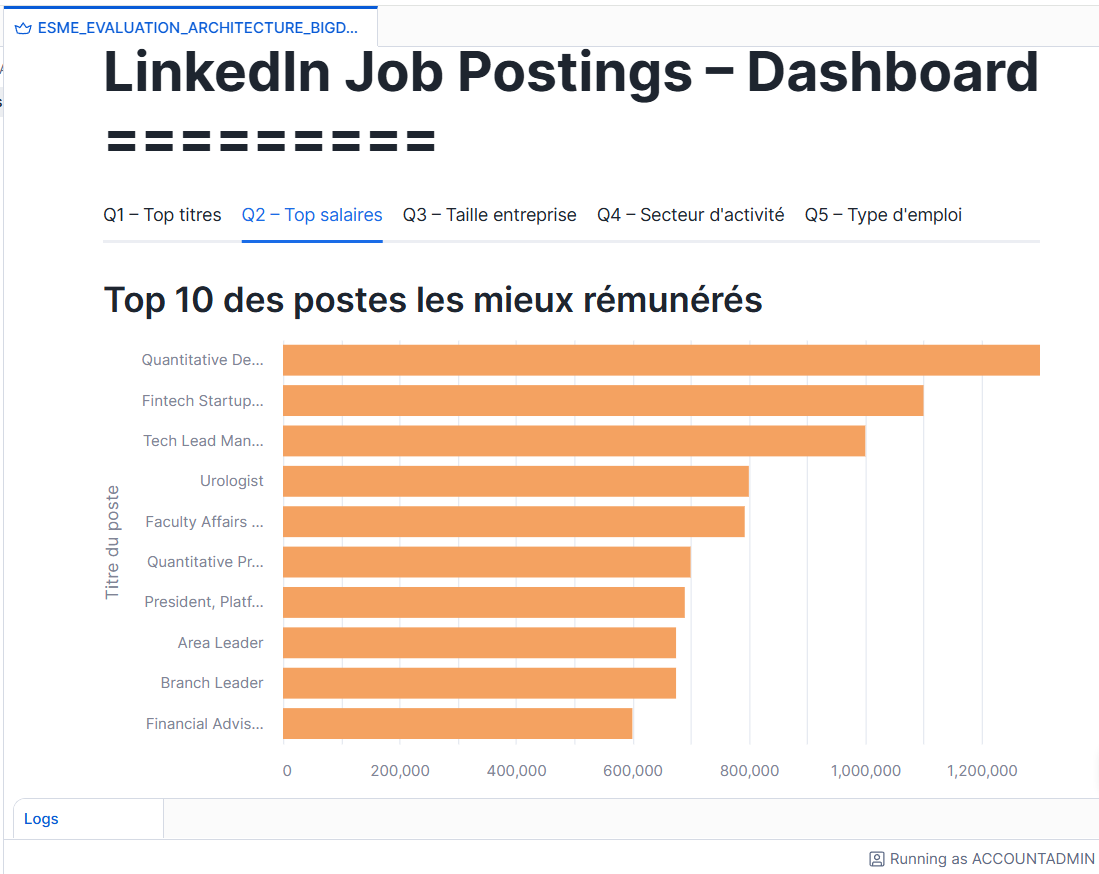 ESME_EVALUATION_ARCHITECTURE_BIGD...
LinkedIn Job Postings – Dashboard
=========
Q1 – Top titres Q2 – Top salaires Q3 – Taille entreprise Q4 – Secteur d'activité Q5 – Type d'emploi
Top 10 des postes les mieux rémunérés
Titre du poste
Quantitative De...
Fintech Startup...
Tech Lead Man...
Urologist
Faculty Affairs ...
Quantitative Pr...
President, Platf...
Area Leader
Branch Leader
Financial Advis...
0 200,000 400,000 600,000 800,000 1,000,000 1,200,000
Logs
Running as ACCOUNTADMIN